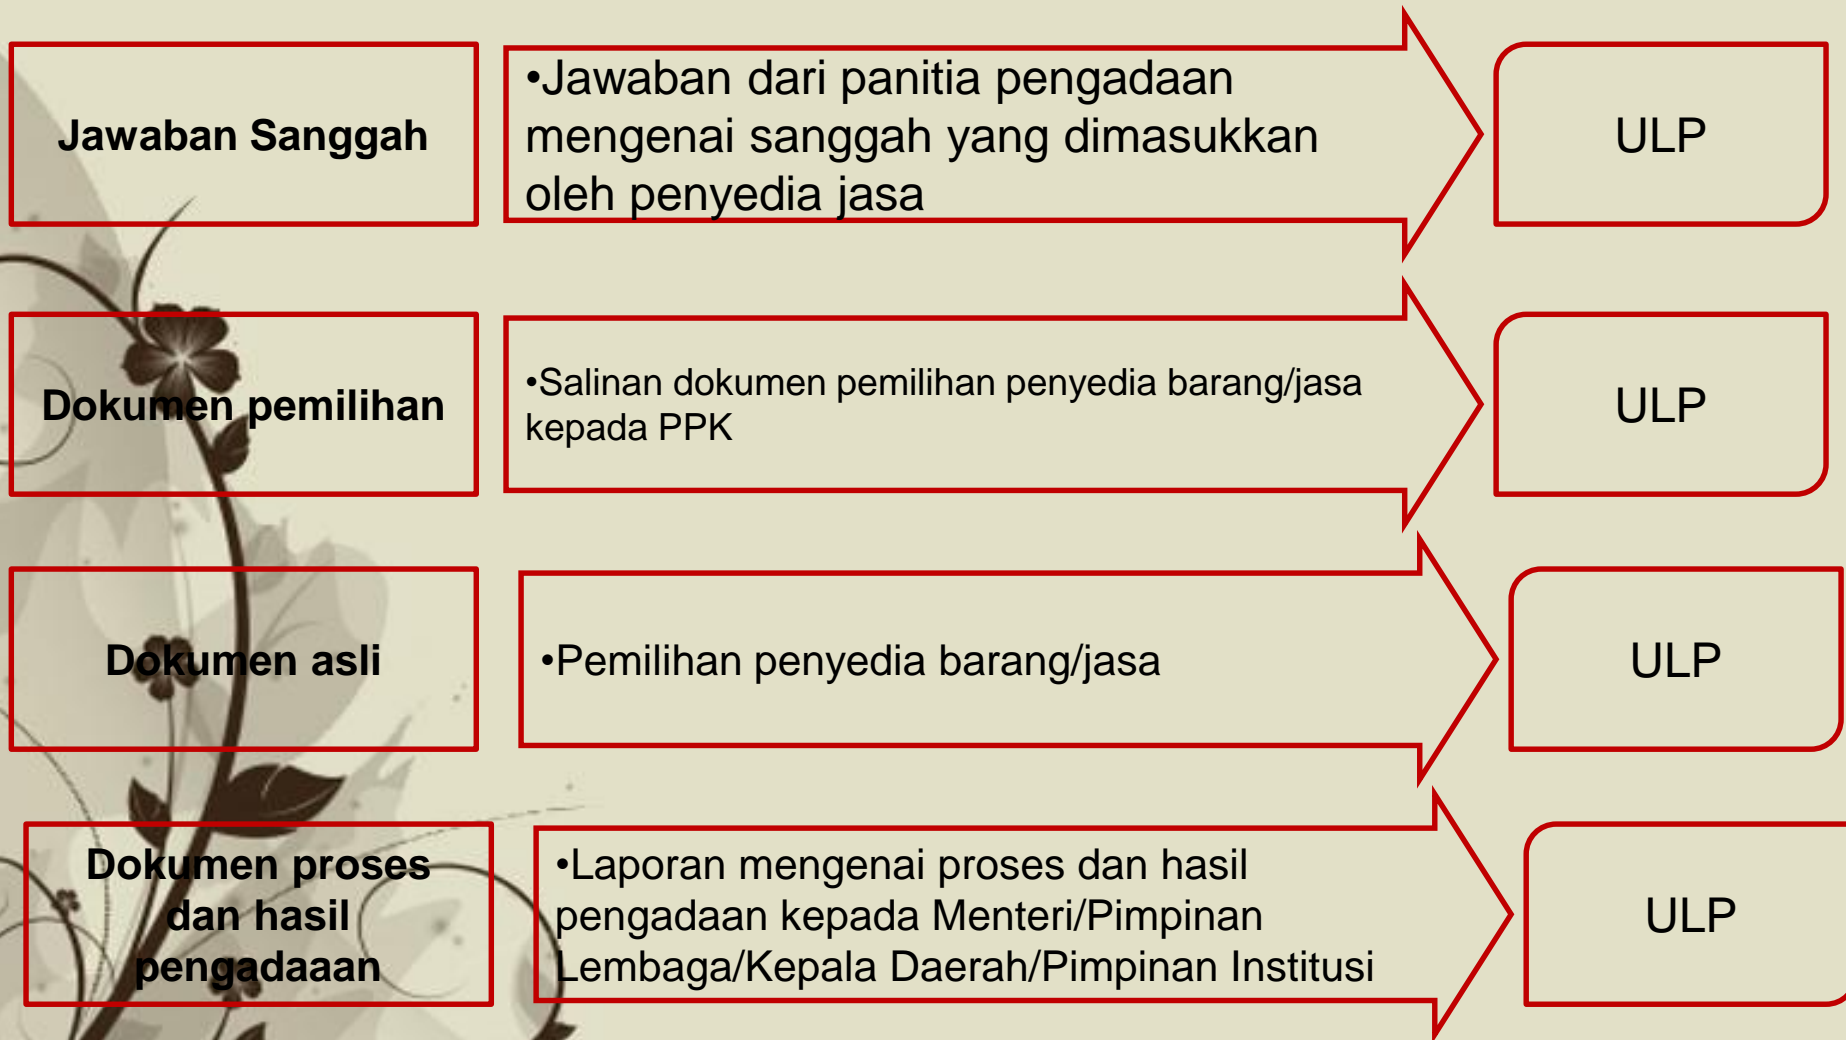 Jawaban Sanggah
•Jawaban dari panitia pengadaan
mengenai sanggah yang dimasukkan
oleh penyedia jasa
ULP
Dokumen pemilihan
•Salinan dokumen pemilihan penyedia barang/jasa
kepada PPK
ULP
Dokumen asli
•Pemilihan penyedia barang/jasa
ULP
Dokumen proses
dan hasil
pengadaaan
•Laporan mengenai proses dan hasil
pengadaan kepada Menteri/Pimpinan
Lembaga/Kepala Daerah/Pimpinan Institusi
ULP